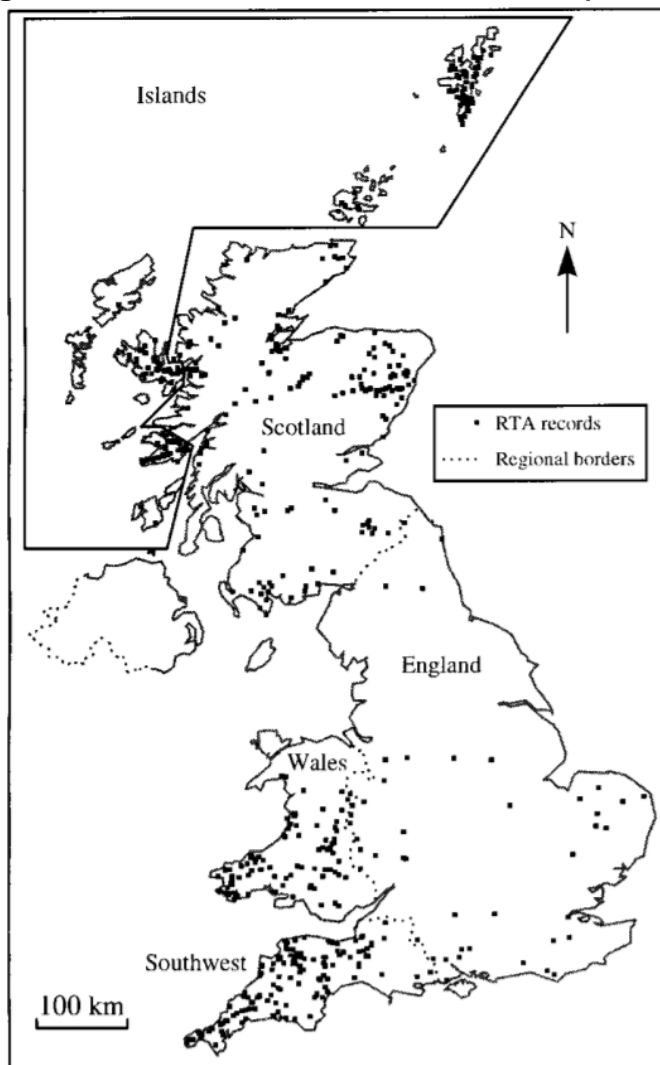 Islands
N
Scotland
RTA records
Regional borders
England
Wales
Southwest
100 km